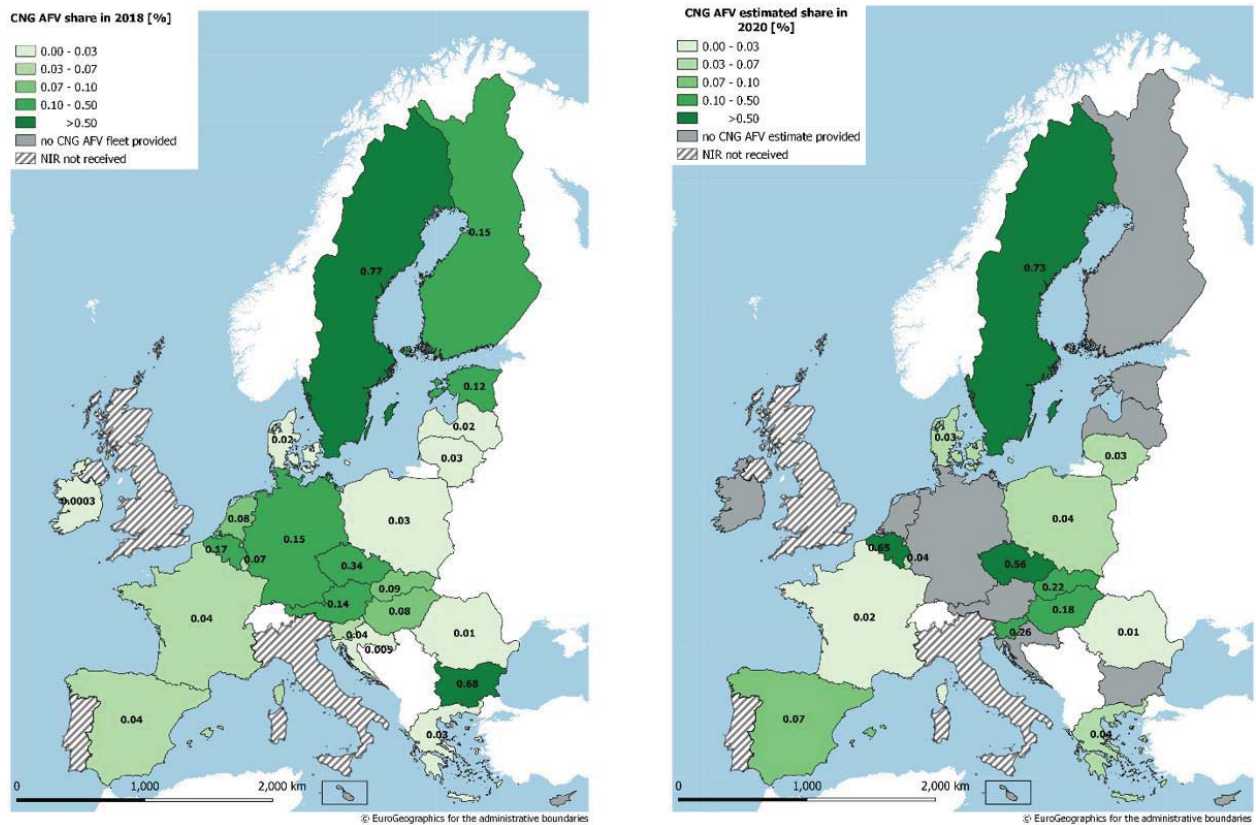 CNG AFV share in 2018 [%]
0.00 - 0.03
0.03 - 0.07
0.07 - 0.10
0.10 - 0.50
>0.50
no CNG AFV fleet provided
NIR not received
0.77
0.15
0.12
0.02
0.03
0.02
0.0003
0.08
0.15
0.03
0.17
0.07
0.34
0.09
0.14
0.08
0.04
0.04
0.009
0.01
0.68
0.04
0.03
0 1,000 2,000 km
© EuroGeographics for the administrative boundaries
CNG AFV estimated share in
2020 [%]
0.00 - 0.03
0.03 - 0.07
0.07 - 0.10
0.10 - 0.50
>0.50
no CNG AFV estimate provided
NIR not received
0.73
0.03
0.03
0.04
0.65
0.04
0.56
0.22
0.18
0.02
0.26
0.01
0.07
0.04
0 1,000 2,000 km
© EuroGeographics for the administrative boundaries